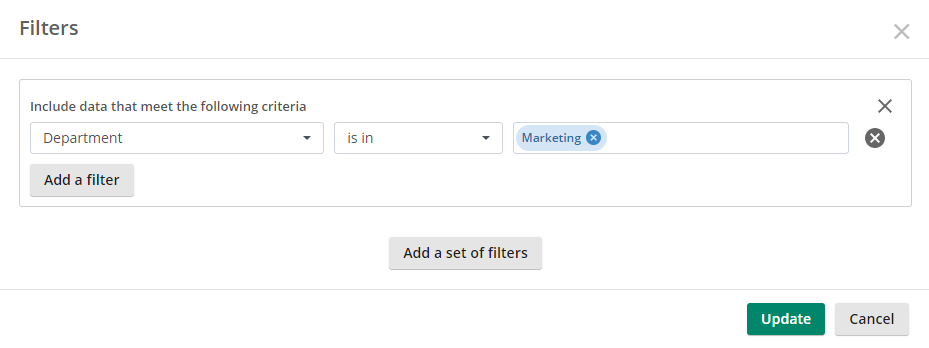 Filters
Include data that meet the following criteria
Department is in Marketing
Add a filter
Add a set of filters
Update Cancel